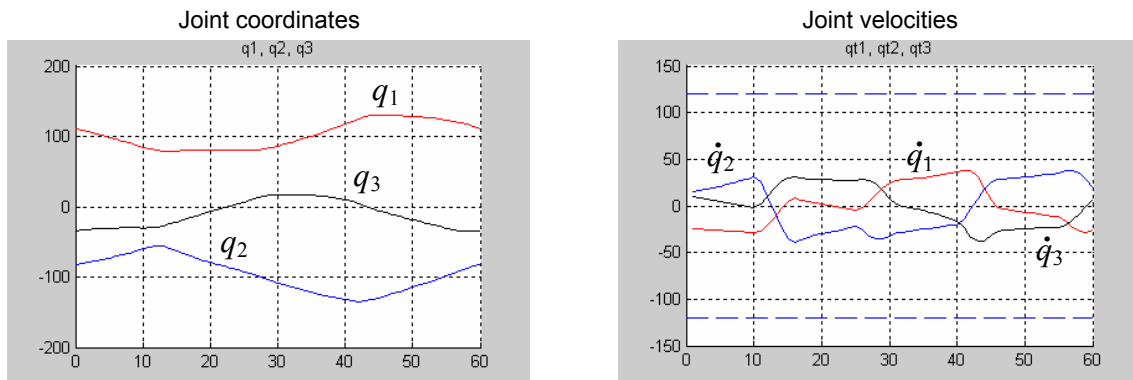 Joint coordinates
q1, q2, q3
200
100
0
-100
-200
0 10 20 30 40 50 60
q₁
q₃
q₂
Joint velocities
qt1, qt2, qt3
150
100
50
0
-50
-100
-150
0 10 20 30 40 50 60
q̇₂
q̇₁
q̇₃